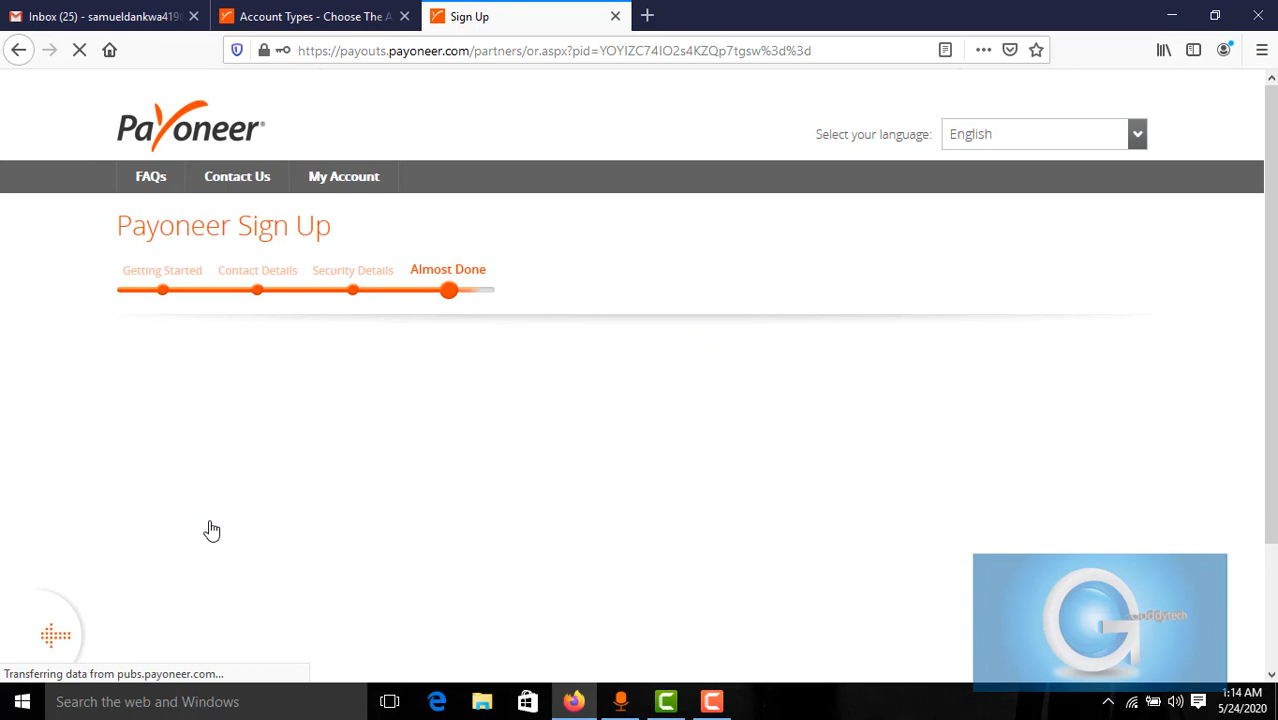 Inbox (25) - samueldankwa419
Account Types - Choose The A
Sign Up
https://payouts.payoneer.com/partners/or.aspx?pid=YOYIZC74IO2s4KZQp7tgsw%3d%3d
Payoneer
Select your language:
English
FAQs
Contact Us
My Account
Payoneer Sign Up
Getting Started
Contact Details
Security Details
Almost Done
Transferring data from pubs.payoneer.com...
Search the web and Windows
1:14 AM
5/24/2020